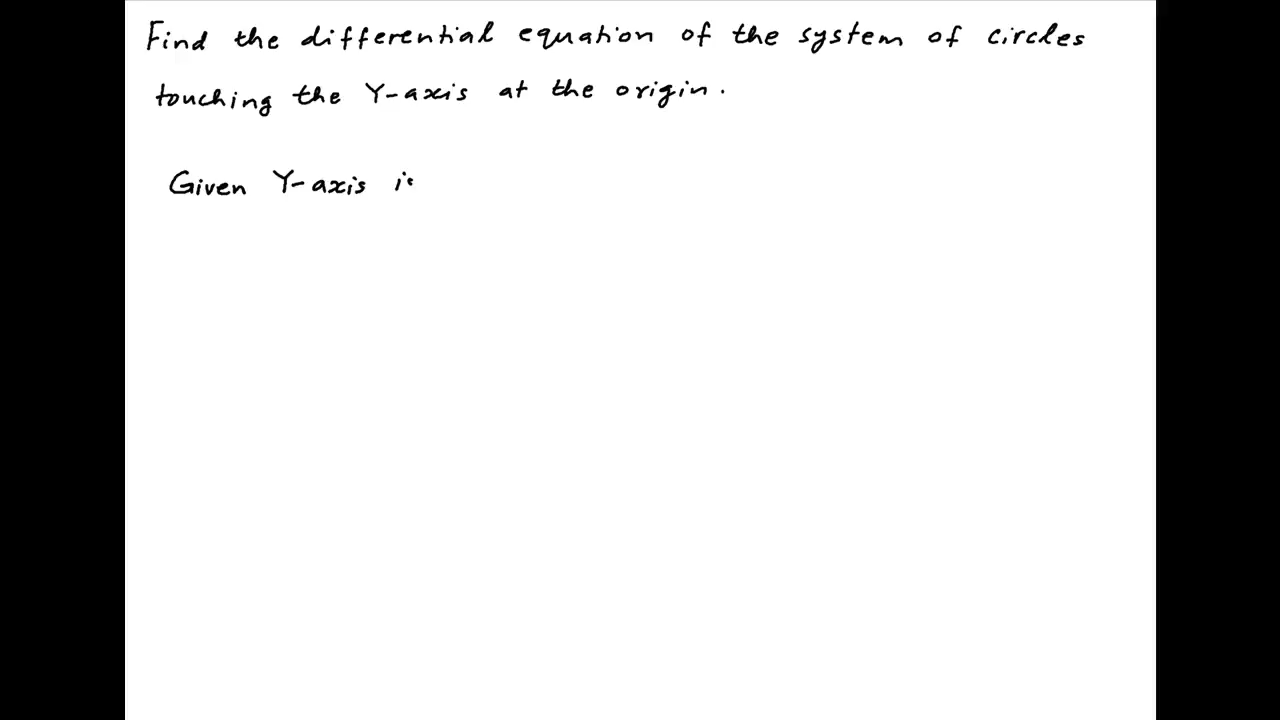 Find the differential equation of the system of circles
touching the Y-axis at the origin.
Given Y-axis is